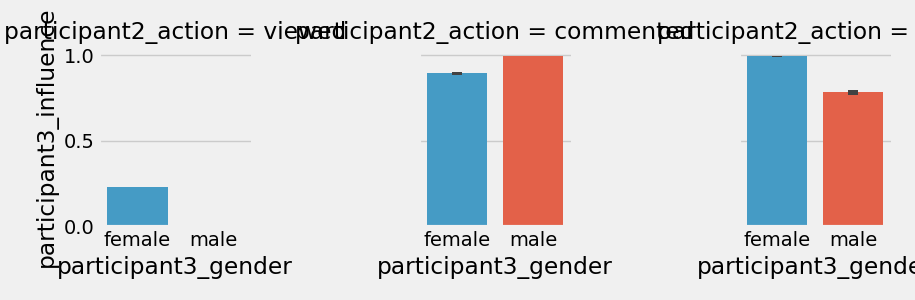 participant2_action = viewed
participant2_action = commented
participant2_action =
participant3_influence
1.0
0.5
0.0
female male
female male
female male
participant3_gender
participant3_gender
participant3_gende